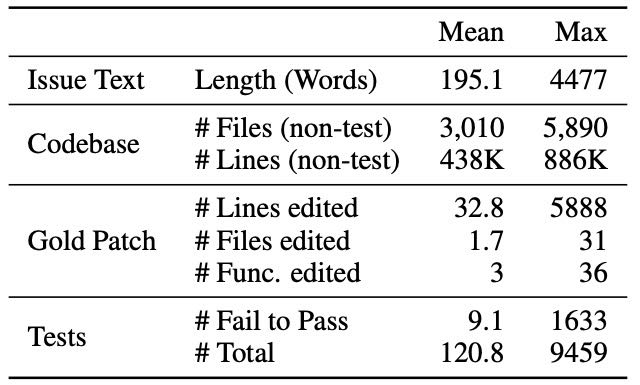 Mean Max
Issue Text Length (Words) 195.1 4477
Codebase # Files (non-test) 3,010 5,890
# Lines (non-test) 438K 886K
Gold Patch # Lines edited 32.8 5888
# Files edited 1.7 31
# Func. edited 3 36
Tests # Fail to Pass 9.1 1633
# Total 120.8 9459